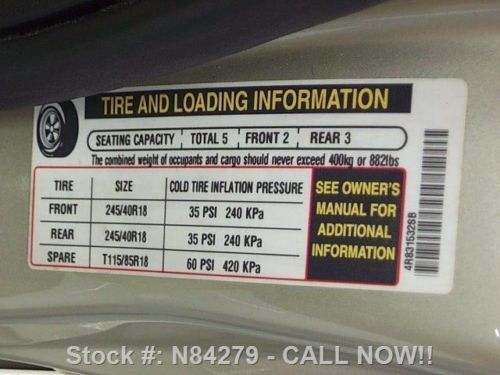 TIRE AND LOADING INFORMATION
SEATING CAPACITY TOTAL 5 FRONT 2 REAR 3
The combined weight of occupants and cargo should never exceed 400kg or 882lbs
TIRE SIZE COLD TIRE INFLATION PRESSURE
FRONT 245/40R18 35 PSI 240 KPa
REAR 245/40R18 35 PSI 240 KPa
SPARE T115/85R18 60 PSI 420 KPa
SEE OWNER'S
MANUAL FOR
ADDITIONAL
INFORMATION
4R83153288
Stock #: N84279 - CALL NOW!!